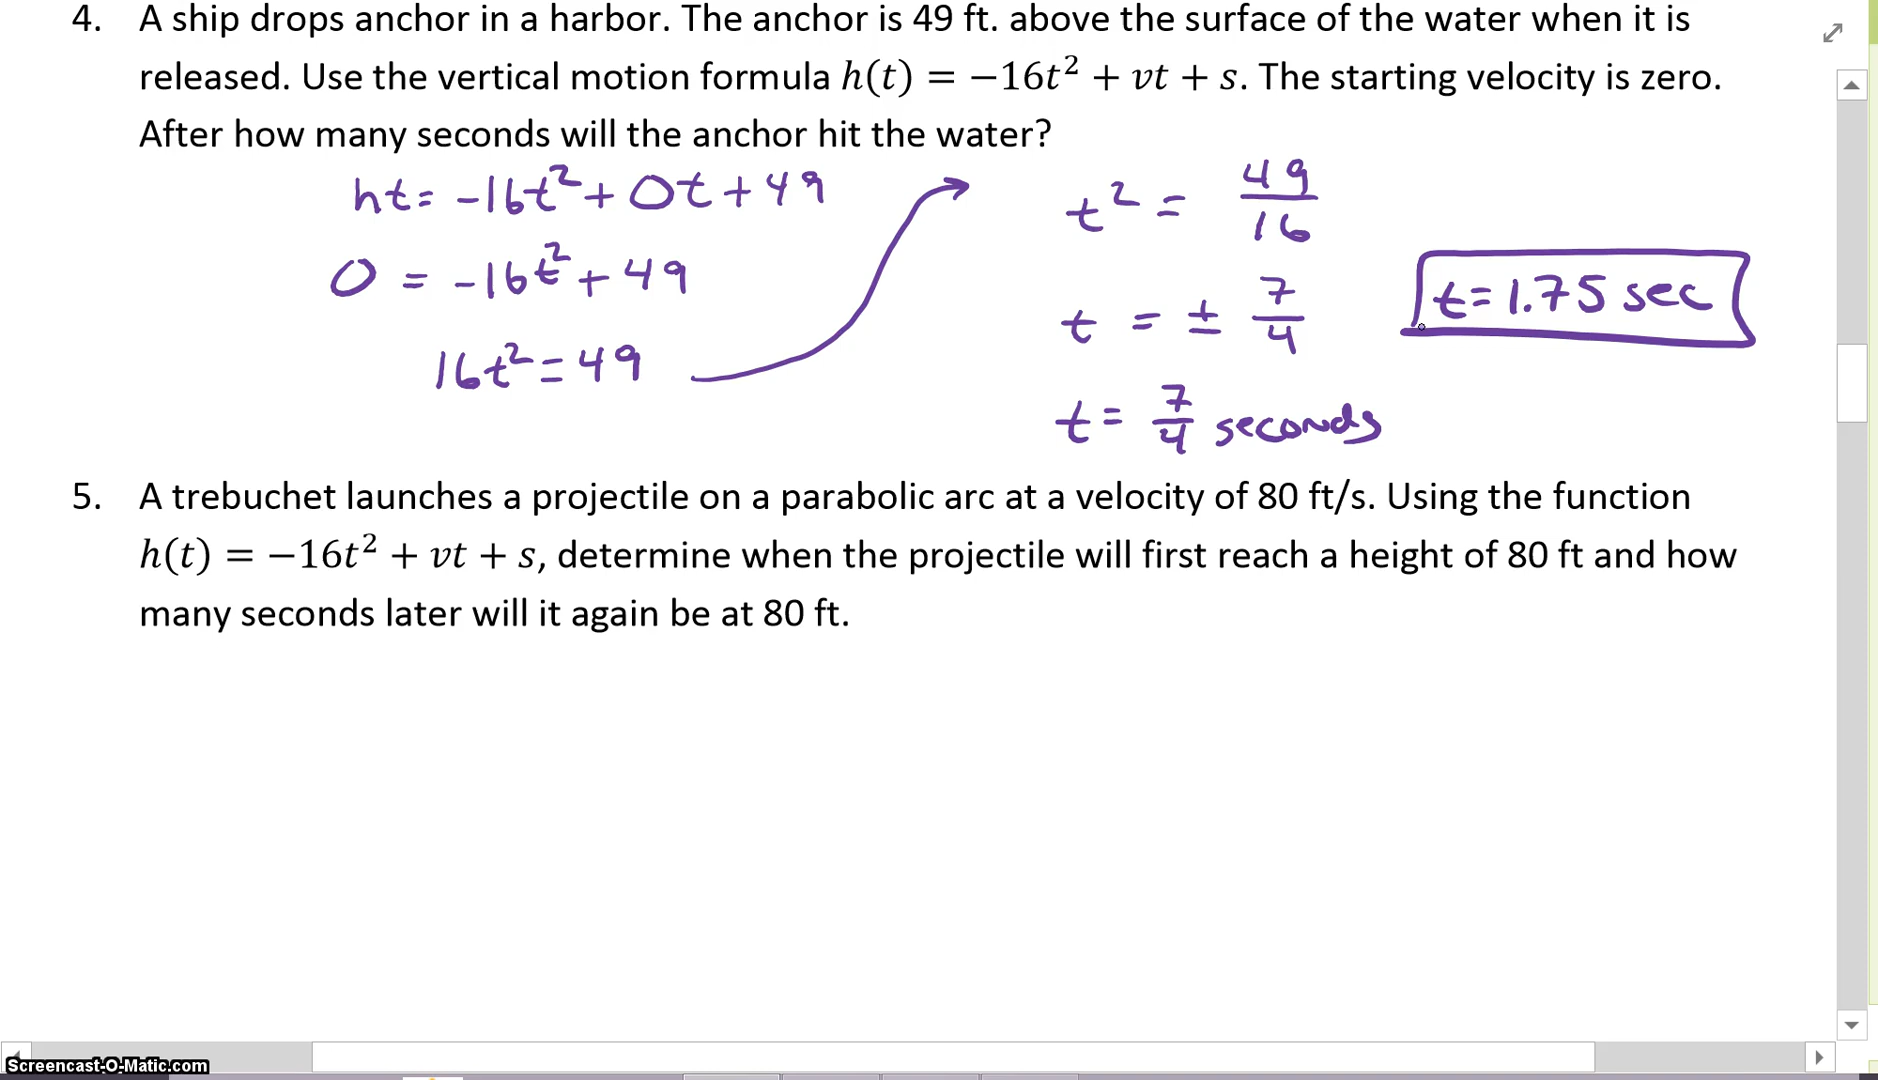 4. A ship drops anchor in a harbor. The anchor is 49 ft. above the surface of the water when it is
released. Use the vertical motion formula h(t) = −16t² + vt + s. The starting velocity is zero.
After how many seconds will the anchor hit the water?
ht= -16t² + 0t + 49
0 = -16t² + 49
16t² = 49
t² = 49/16
t = ± 7/4
t = 7/4 seconds
t = 1.75 sec
5. A trebuchet launches a projectile on a parabolic arc at a velocity of 80 ft/s. Using the function
h(t) = −16t² + vt + s, determine when the projectile will first reach a height of 80 ft and how
many seconds later will it again be at 80 ft.
Screencast-O-Matic.com